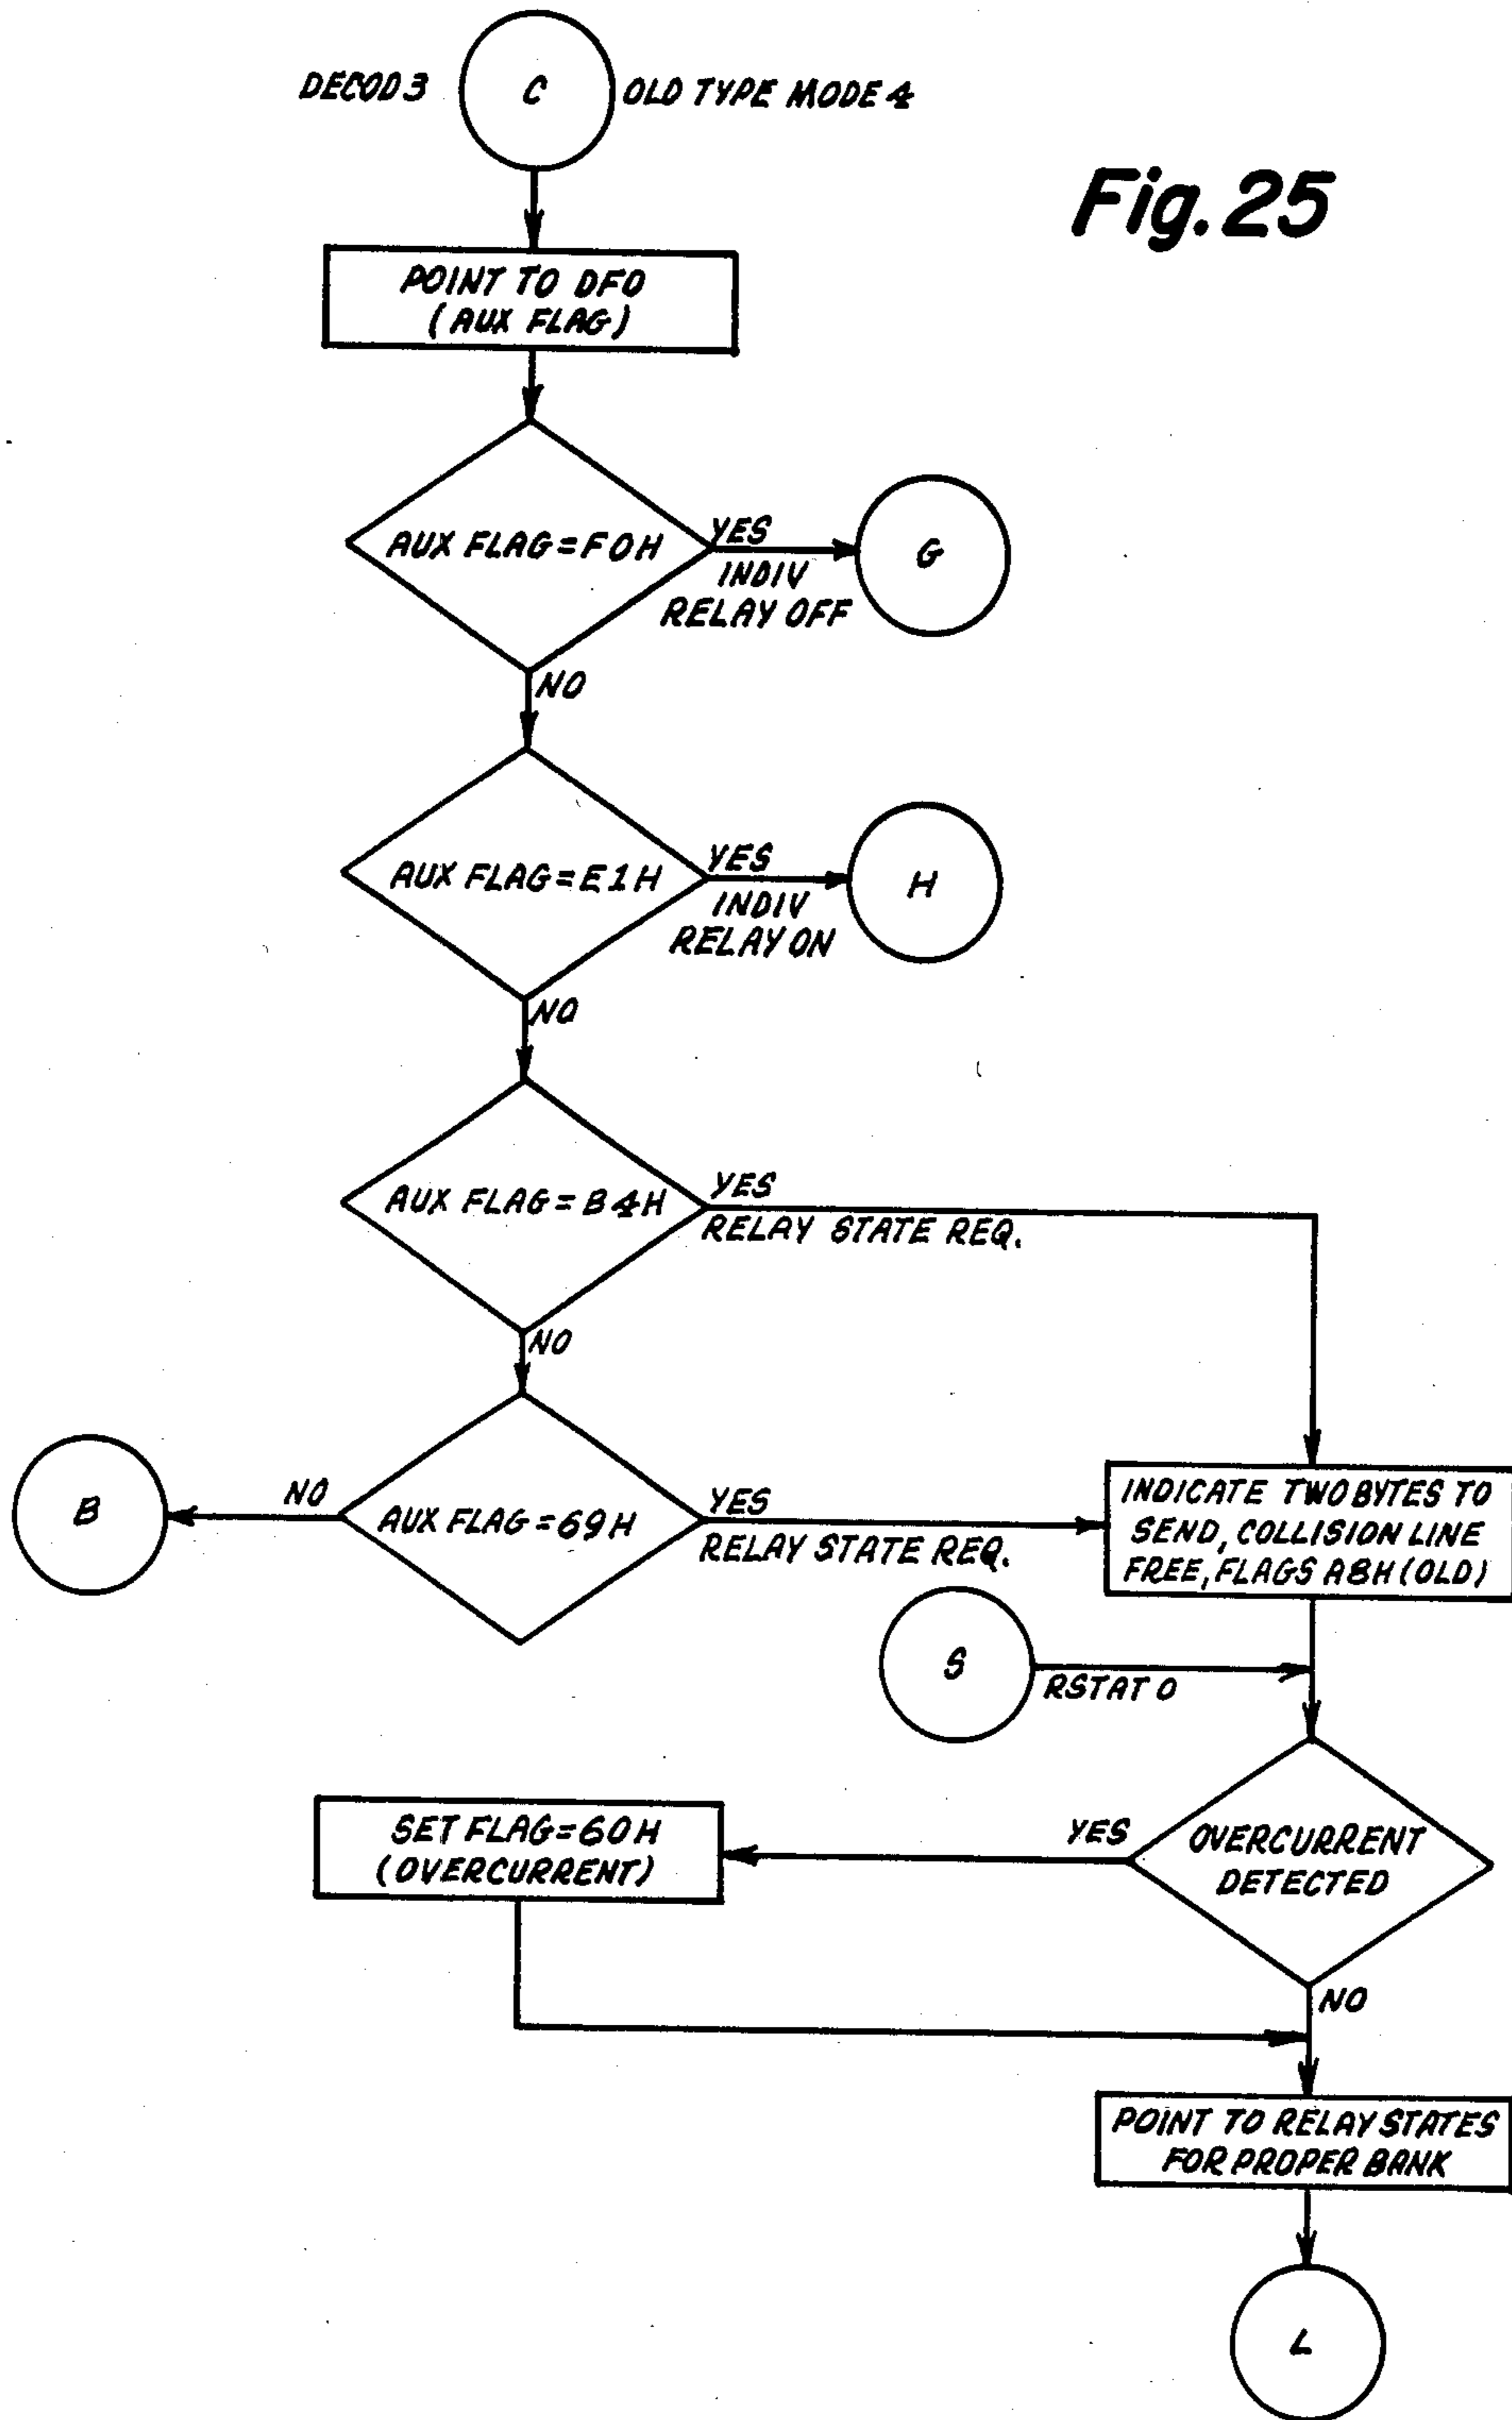 DECOD3
C
OLD TYPE MODE 4
Fig. 25
POINT TO DFO
(AUX FLAG)
AUX FLAG=F0H
YES
INDIV
RELAY OFF
G
NO
AUX FLAG=E1H
YES
INDIV
RELAY ON
H
NO
AUX FLAG=B4H
YES
RELAY STATE REQ.
NO
B
NO
AUX FLAG=69H
YES
RELAY STATE REQ.
INDICATE TWO BYTES TO
SEND, COLLISION LINE
FREE, FLAGS A8H (OLD)
S
RSTAT 0
SET FLAG=60H
(OVERCURRENT)
YES
OVERCURRENT
DETECTED
NO
POINT TO RELAY STATES
FOR PROPER BANK
L